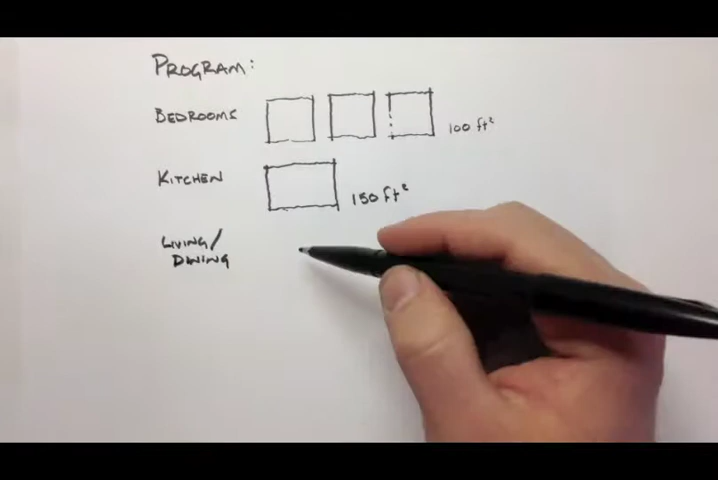 PROGRAM:
BEDROOMS
100 ft²
KITCHEN
150 ft²
LIVING/
DINING